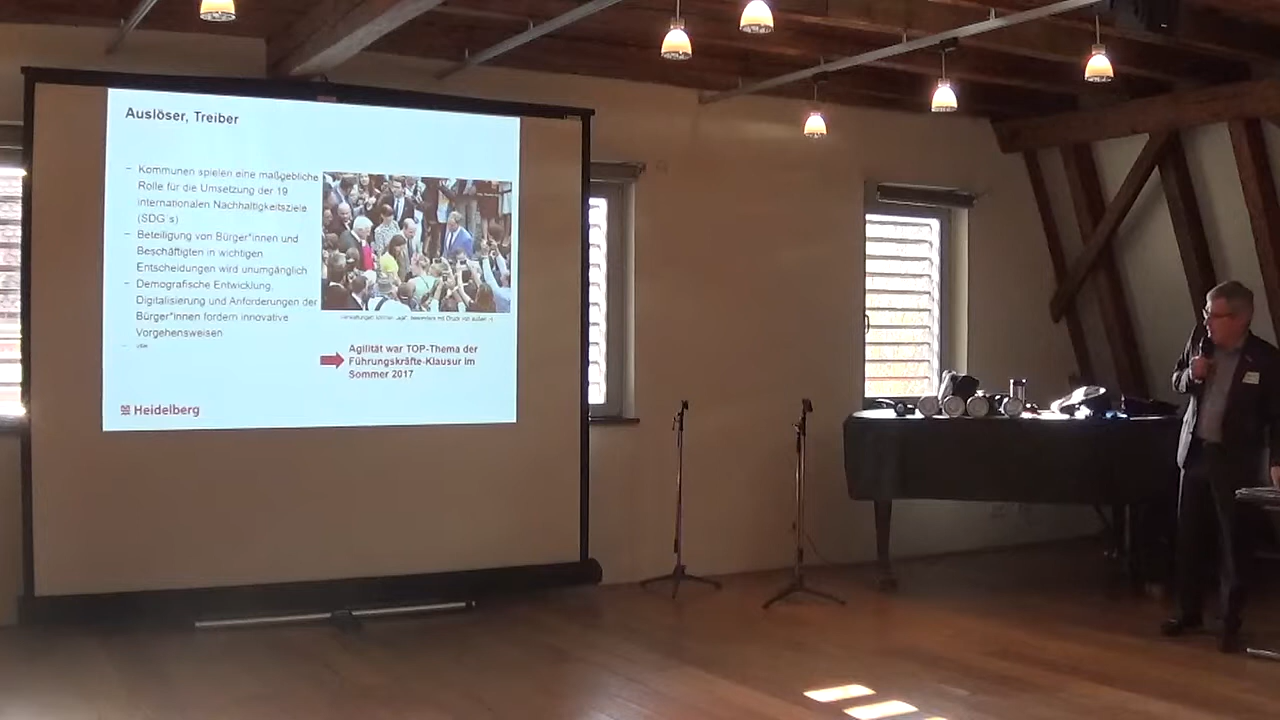 Auslöser, Treiber
– Kommunen spielen eine maßgebliche
Rolle für die Umsetzung der 19
internationalen Nachhaltigkeitsziele
(SDG´s)
– Beteiligung von Bürger*innen und
Beschäftigten in wichtigen
Entscheidungen wird unumgänglich
– Demografische Entwicklung,
Digitalisierung und Anforderungen der
Bürger*innen fordern innovative
Vorgehensweisen
– usw.
Agilität war TOP-Thema der
Führungskräfte-Klausur im
Sommer 2017
Heidelberg